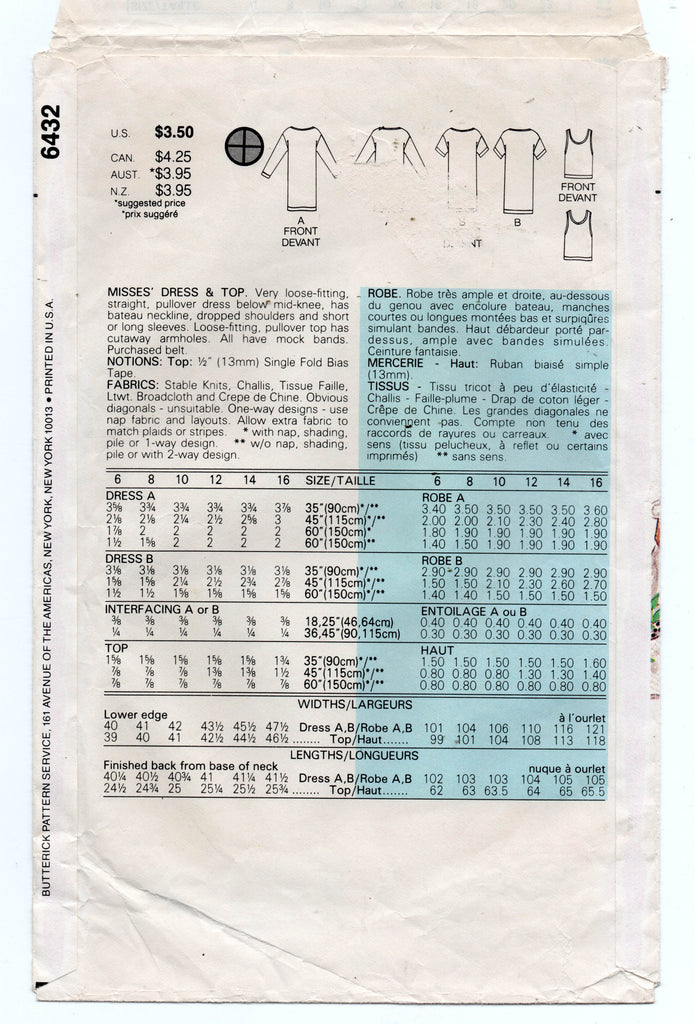 6432
U.S. $3.50
CAN. $4.25
AUST. *$3.95
N.Z. $3.95
*suggested price
*prix suggéré
A
FRONT
DEVANT
B
FRONT
DEVANT
MISSES' DRESS & TOP. Very loose-fitting,
straight, pullover dress below mid-knee, has
bateau neckline, dropped shoulders and short
or long sleeves. Loose-fitting, pullover top has
cutaway armholes. All have mock bands.
Purchased belt.
NOTIONS: Top: ½" (13mm) Single Fold Bias
Tape.
FABRICS: Stable Knits, Challis, Tissue Faille,
Ltwt. Broadcloth and Crepe de Chine. Obvious
diagonals - unsuitable. One-way designs - use
nap fabric and layouts. Allow extra fabric to
match plaids or stripes. * with nap, shading,
pile or 1-way design. ** w/o nap, shading,
pile or with 2-way design.
ROBE. Robe très ample et droite, au-dessous
du genou avec encolure bateau, manches
courtes ou longues montées bas et surpiqûres
simulant bandes. Haut débardeur porté par-
dessus, ample avec bandes simulées.
Ceinture fantaisie.
MERCERIE - Haut: Ruban biaisé simple
(13mm).
TISSUS - Tissu tricot à peu d'élasticité -
Challis - Faille-plume - Drap de coton léger -
Crêpe de Chine. Les grandes diagonales ne
conviennent pas. Compte non tenu des
raccords de rayures ou carreaux. * avec
sens (tissu pelucheux, à reflet ou certains
imprimés) ** sans sens.
6 8 10 12 14 16 SIZE/TAILLE 6 8 10 12 14 16
DRESS A ROBE A
3⅝ 3¾ 3¾ 3¾ 3¾ 3⅞ 35"(90cm)*/** 3.40 3.50 3.50 3.50 3.50 3.60
2⅛ 2⅛ 2¼ 2½ 2⅝ 3 45"(115cm)*/** 2.00 2.00 2.10 2.30 2.40 2.80
1⅞ 2 2 2 2 2 60"(150cm)* 1.80 1.90 1.90 1.90 1.90 1.90
1½ 1⅝ 2 2 2 2 60"(150cm)** 1.40 1.50 1.90 1.90 1.90 1.90
DRESS B ROBE B
3⅛ 3⅛ 3⅛ 3⅛ 3⅛ 3⅛ 35"(90cm)*/** 2.90 2.90 2.90 2.90 2.90 2.90
1⅝ 1⅝ 2¼ 2½ 2¾ 2⅞ 45"(115cm)*/** 1.50 1.50 2.10 2.30 2.60 2.70
1½ 1½ 1⅝ 1⅝ 1⅝ 1⅝ 60"(150cm)*/** 1.40 1.40 1.50 1.50 1.50 1.50
INTERFACING A or B ENTOILAGE A ou B
⅜ ⅜ ⅜ ⅜ ⅜ ⅜ 18,25"(46,64cm) 0.40 0.40 0.40 0.40 0.40 0.40
¼ ¼ ¼ ¼ ¼ ¼ 36,45"(90,115cm) 0.30 0.30 0.30 0.30 0.30 0.30
TOP HAUT
1⅝ 1⅝ 1⅝ 1⅝ 1⅝ 1¾ 35"(90cm)*/** 1.50 1.50 1.50 1.50 1.50 1.60
⅞ ⅞ ⅞ 1⅜ 1⅜ 1⅝ 45"(115cm)*/** 0.80 0.80 0.80 1.30 1.30 1.40
⅞ ⅞ ⅞ ⅞ ⅞ ⅞ 60"(150cm)*/** 0.80 0.80 0.80 0.80 0.80 0.80
WIDTHS/LARGEURS
Lower edge à l'ourlet
40 41 42 43½ 45½ 47½ Dress A,B/Robe A,B 101 104 106 110 116 121
39 40 41 42½ 44½ 46½ ........ Top/Haut....... 99 101 104 108 113 118
LENGTHS/LONGUEURS
Finished back from base of neck nuque à ourlet
40¼ 40½ 40¾ 41 41¼ 41½ Dress A,B/Robe A,B 102 103 103 104 105 105
24½ 24¾ 25 25¼ 25½ 25¾ ........ Top/Haut....... 62 63 63.5 64 65 65.5
BUTTERICK PATTERN SERVICE, 161 AVENUE OF THE AMERICAS, NEW YORK, NEW YORK 10013 • PRINTED IN U.S.A.